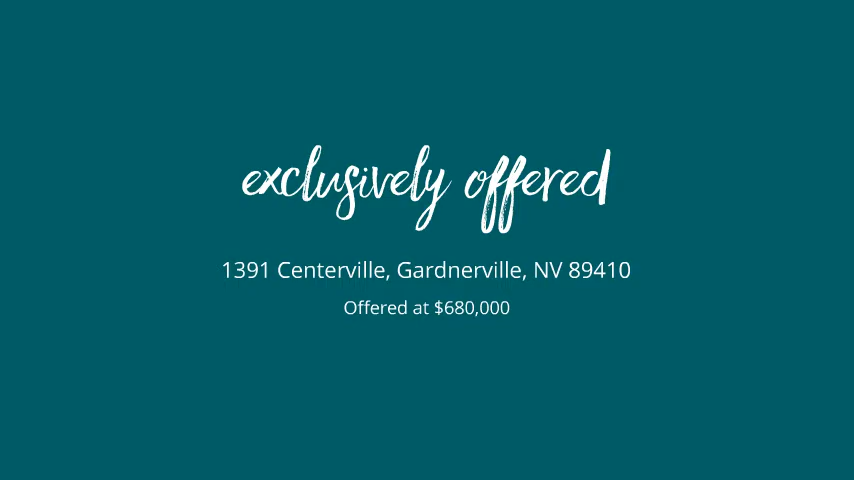 exclusively offered
1391 Centerville, Gardnerville, NV 89410
Offered at $680,000